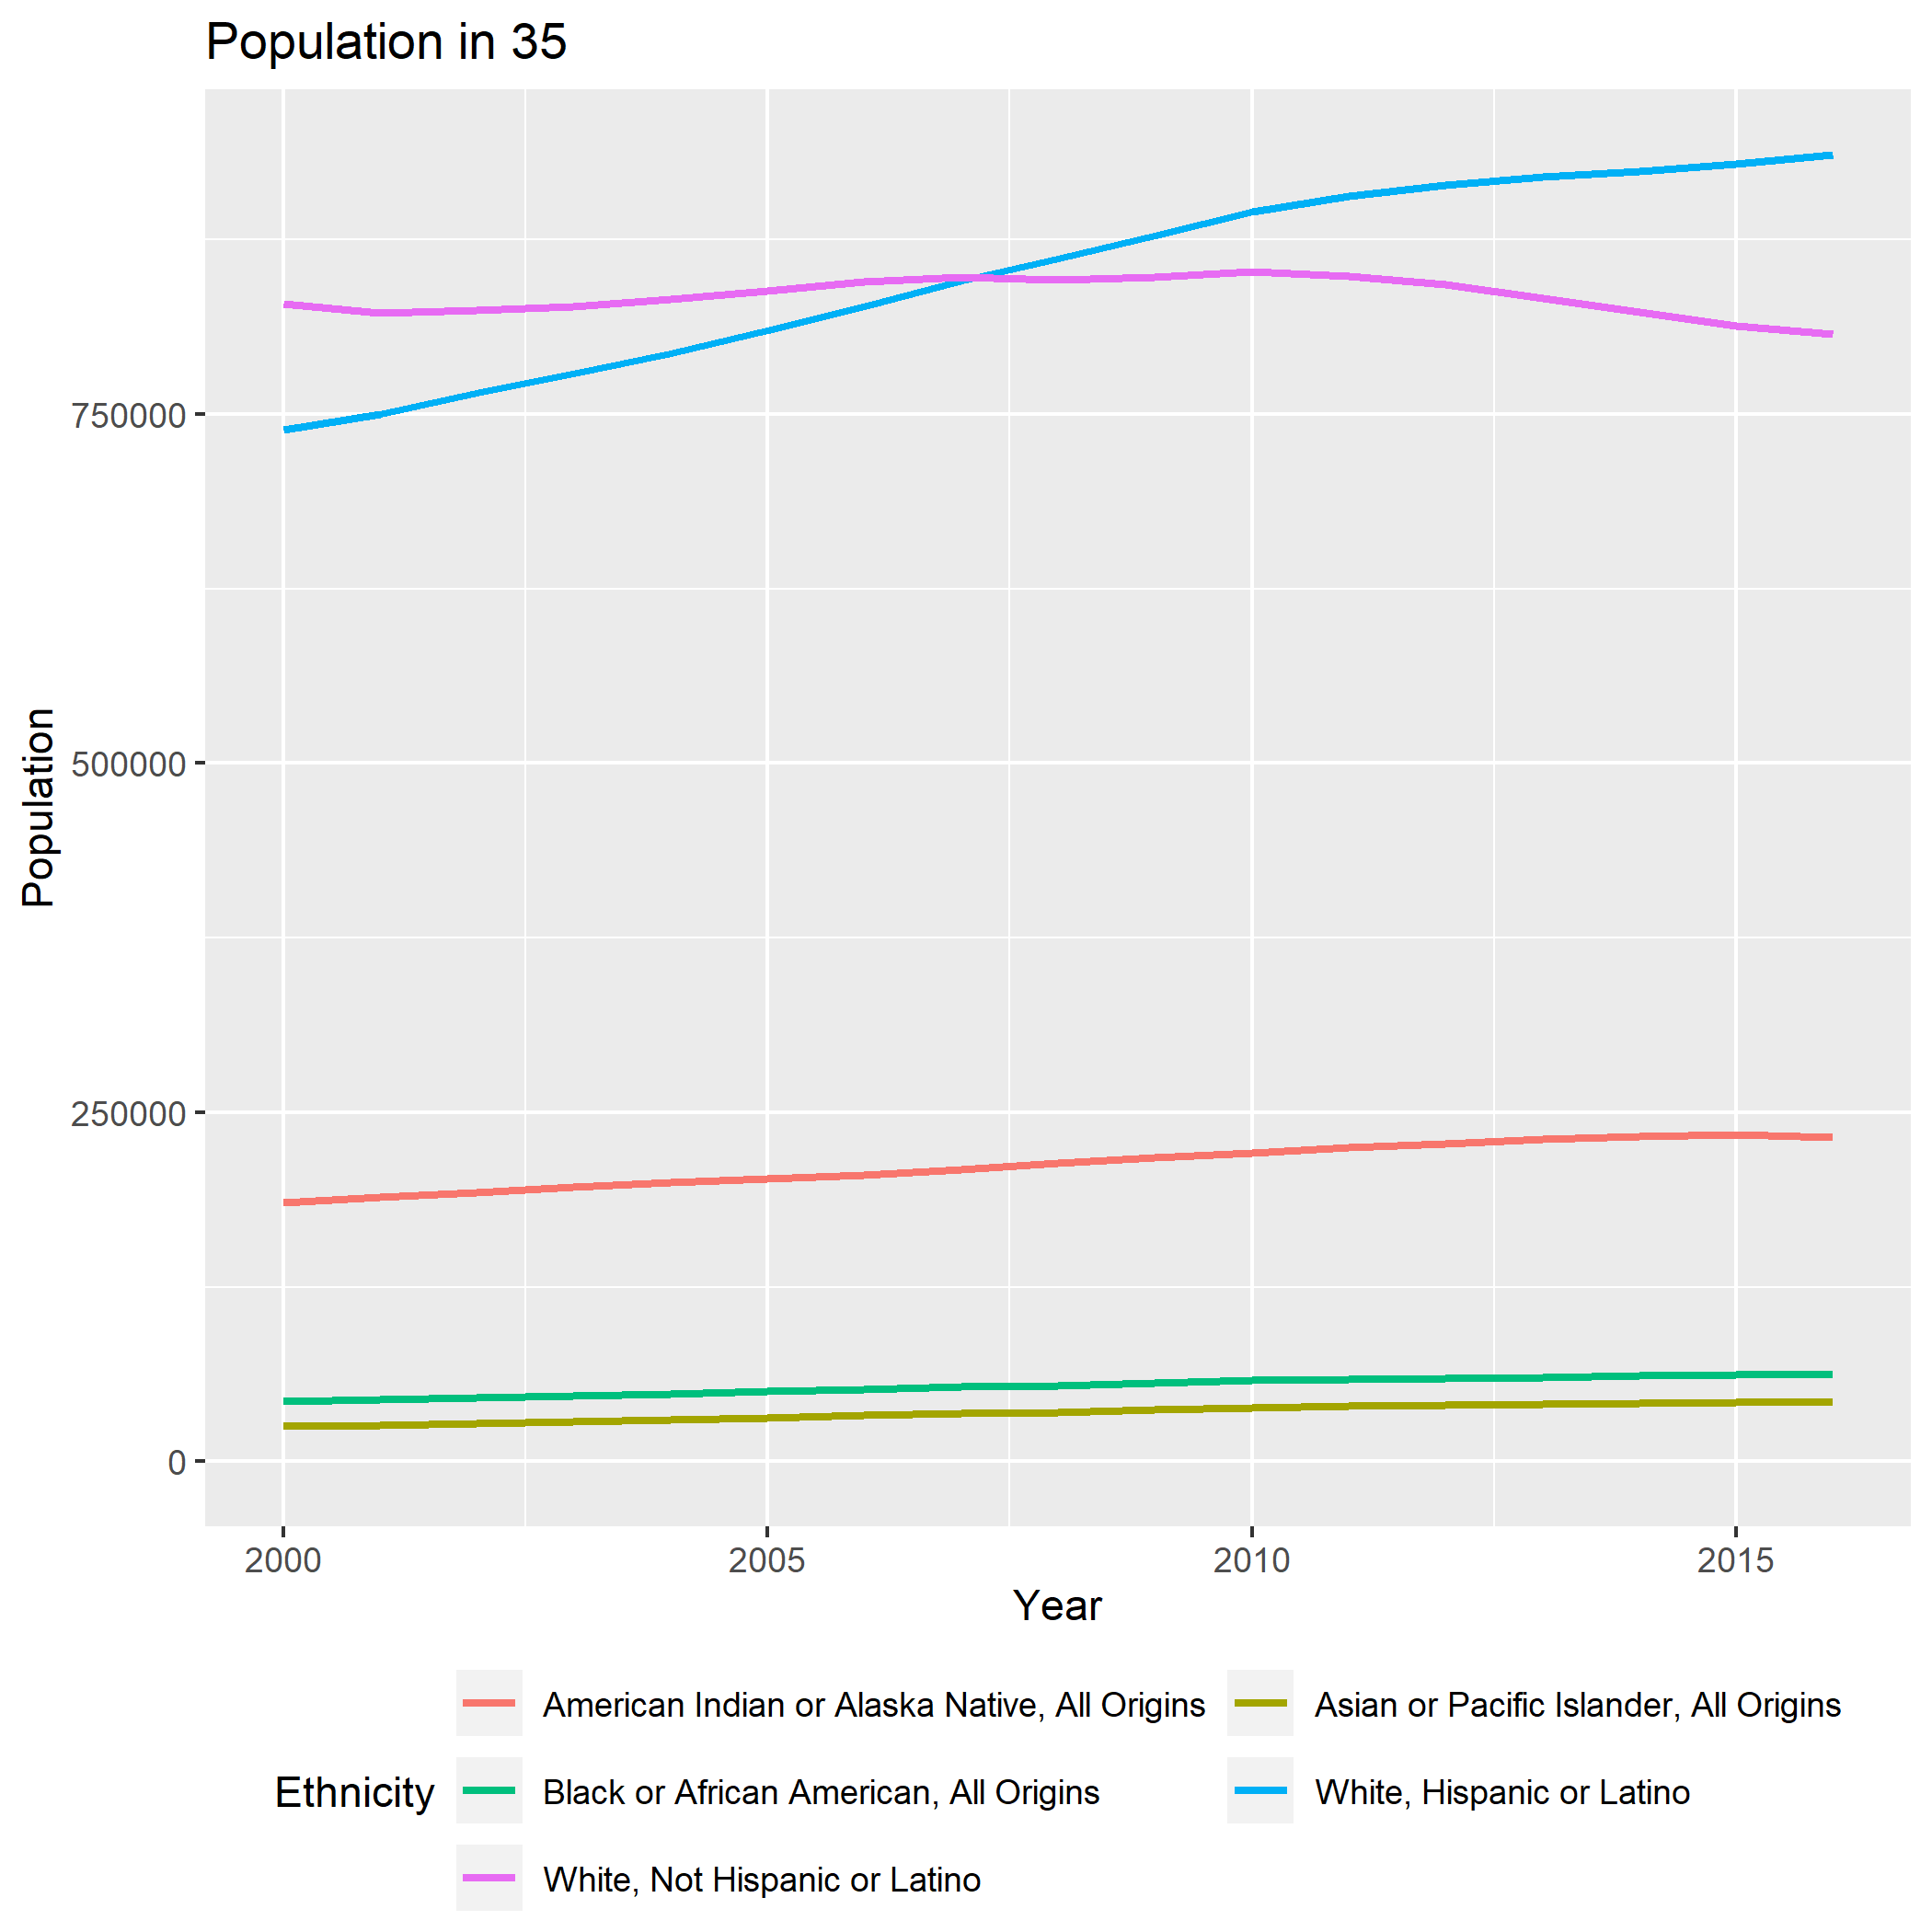 Population in 35
Population
750000
500000
250000
0
2000 2005 2010 2015
Year
Ethnicity
American Indian or Alaska Native, All Origins
Asian or Pacific Islander, All Origins
Black or African American, All Origins
White, Hispanic or Latino
White, Not Hispanic or Latino